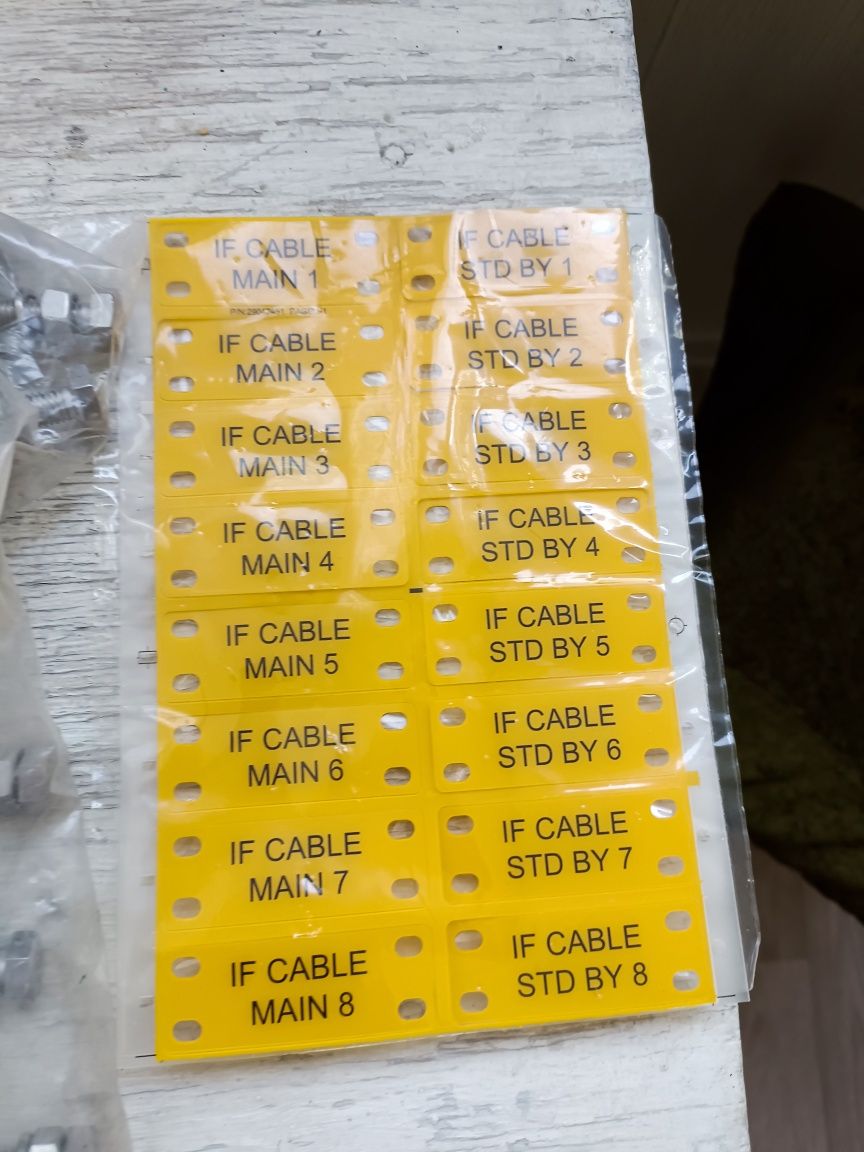 IF CABLE
MAIN 1
IF CABLE
STD BY 1
IF CABLE
MAIN 2
IF CABLE
STD BY 2
IF CABLE
MAIN 3
IF CABLE
STD BY 3
IF CABLE
MAIN 4
IF CABLE
STD BY 4
IF CABLE
MAIN 5
IF CABLE
STD BY 5
IF CABLE
MAIN 6
IF CABLE
STD BY 6
IF CABLE
MAIN 7
IF CABLE
STD BY 7
IF CABLE
MAIN 8
IF CABLE
STD BY 8